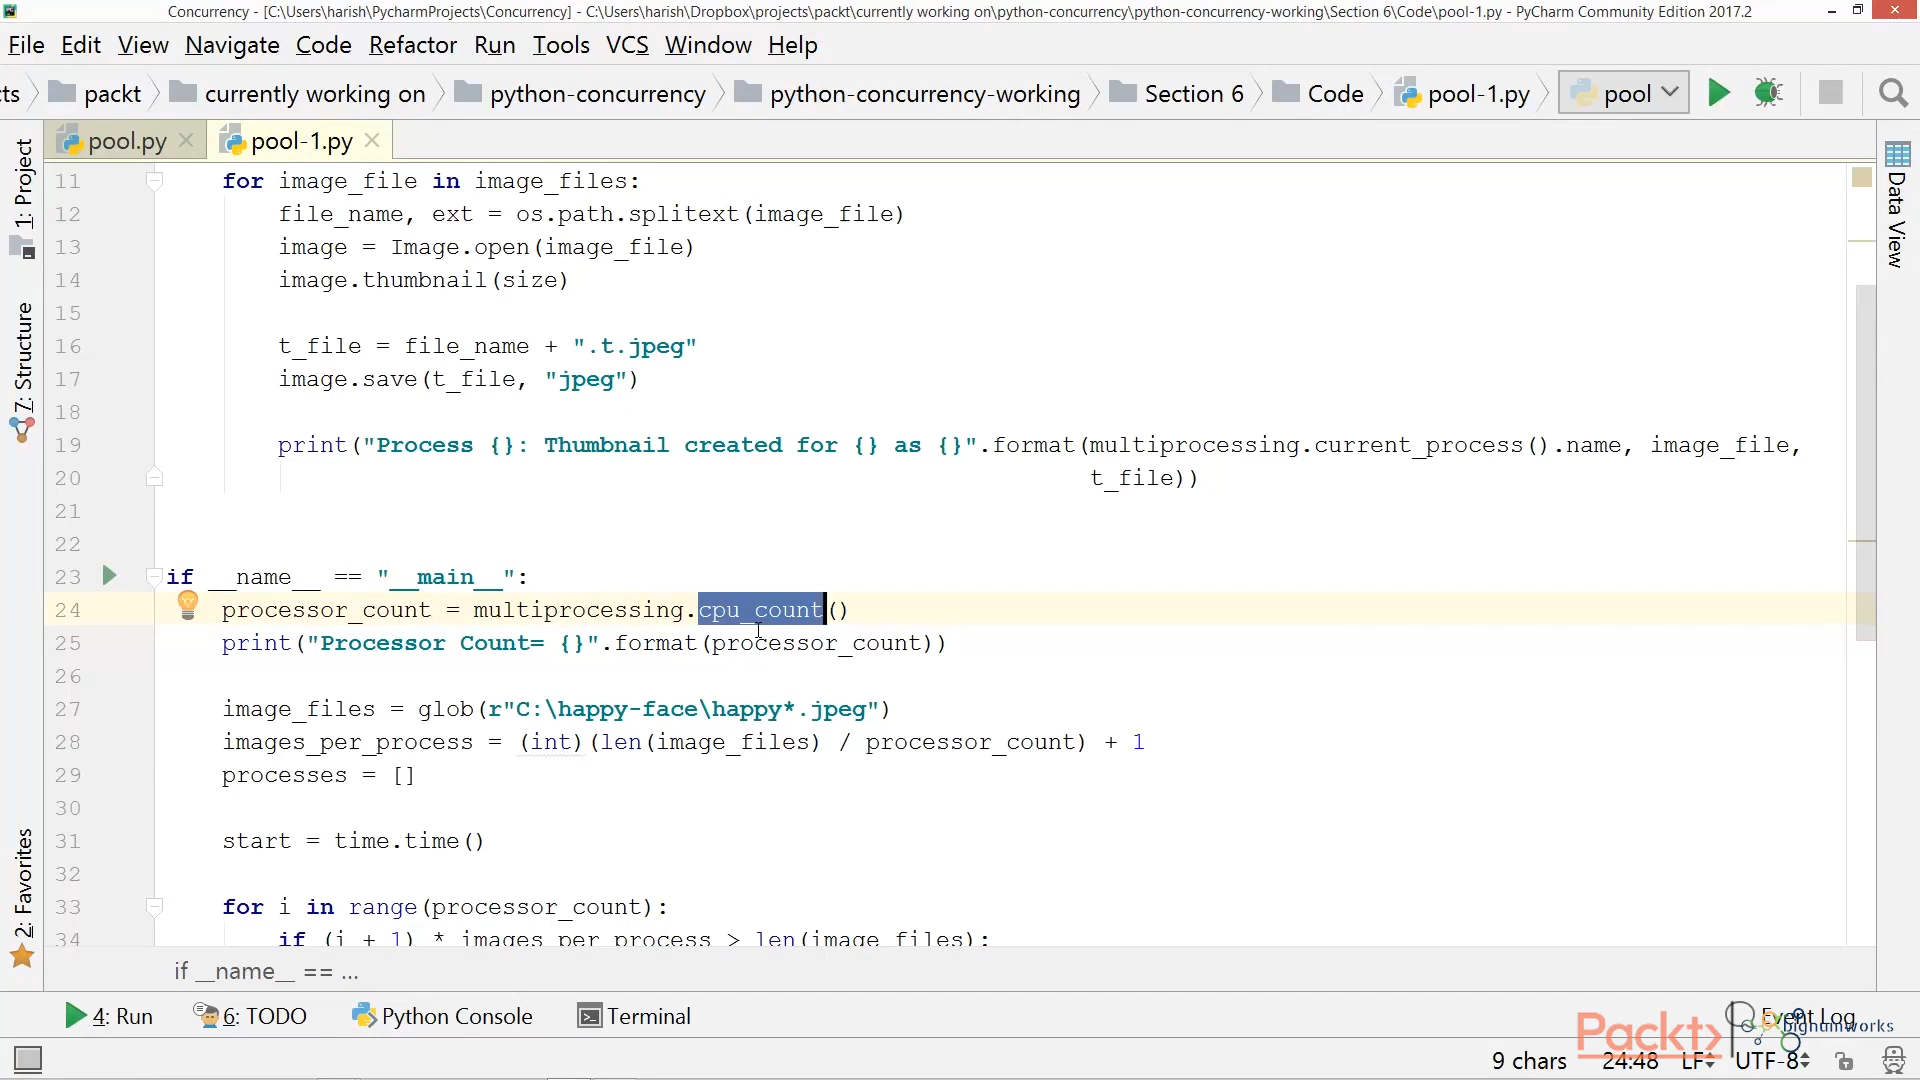 Concurrency - [C:\Users\harish\PycharmProjects\Concurrency] - C:\Users\harish\Dropbox\projects\packt\currently working on\python-concurrency\python-concurrency-working\Section 6\Code\pool-1.py - PyCharm Community Edition 2017.2
File Edit View Navigate Code Refactor Run Tools VCS Window Help
cts packt currently working on python-concurrency python-concurrency-working Section 6 Code pool-1.py pool
pool.py pool-1.py
1: Project
7: Structure
2: Favorites
Data View
11 for image_file in image_files:
12 file_name, ext = os.path.splitext(image_file)
13 image = Image.open(image_file)
14 image.thumbnail(size)
15
16 t_file = file_name + ".t.jpeg"
17 image.save(t_file, "jpeg")
18
19 print("Process {}: Thumbnail created for {} as {}".format(multiprocessing.current_process().name, image_file,
20 t_file))
21
22
23 if __name__ == "__main__":
24 processor_count = multiprocessing.cpu_count()
25 print("Processor Count= {}".format(processor_count))
26
27 image_files = glob(r"C:\happy-face\happy*.jpeg")
28 images_per_process = (int)(len(image_files) / processor_count) + 1
29 processes = []
30
31 start = time.time()
32
33 for i in range(processor_count):
34 if (i + 1) * images_per_process > len(image_files):
if __name__ == ...
4: Run 6: TODO Python Console Terminal Event Log
Packt
9 chars 24:48 LF UTF-8